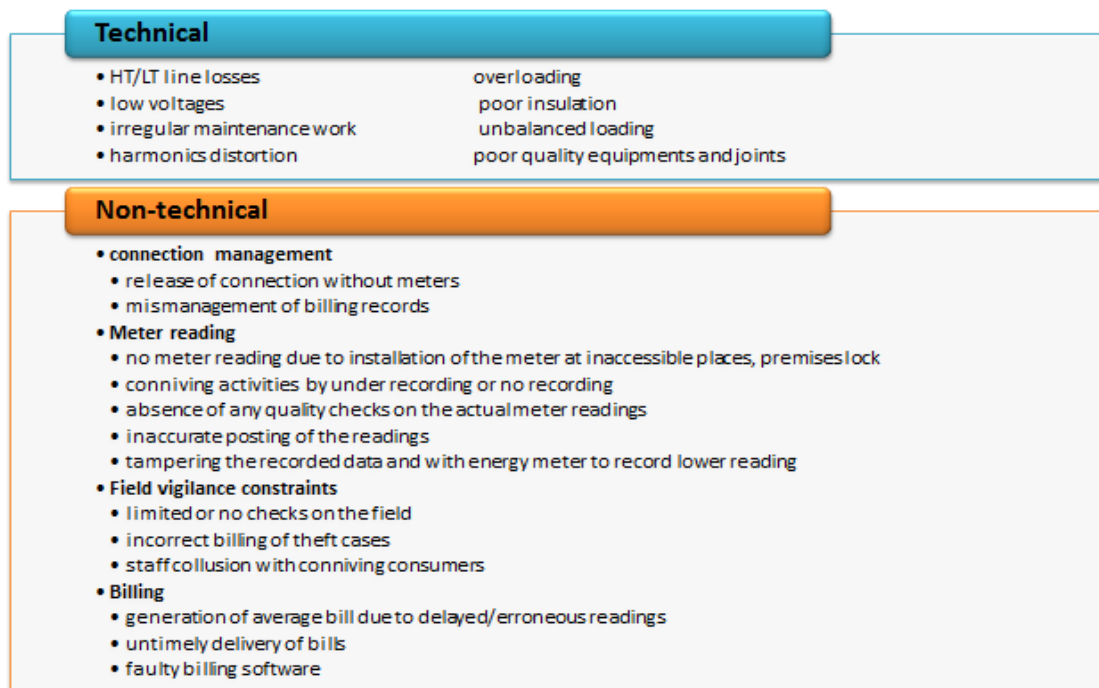 Technical
• HT/LT line losses overloading
• low voltages poor insulation
• irregular maintenance work unbalanced loading
• harmonics distortion poor quality equipments and joints
Non-technical
• connection management
• release of connection without meters
• mismanagement of billing records
• Meter reading
• no meter reading due to installation of the meter at inaccessible places, premises lock
• conniving activities by under recording or no recording
• absence of any quality checks on the actual meter readings
• inaccurate posting of the readings
• tampering the recorded data and with energy meter to record lower reading
• Field vigilance constraints
• limited or no checks on the field
• incorrect billing of theft cases
• staff collusion with conniving consumers
• Billing
• generation of average bill due to delayed/erroneous readings
• untimely delivery of bills
• faulty billing software